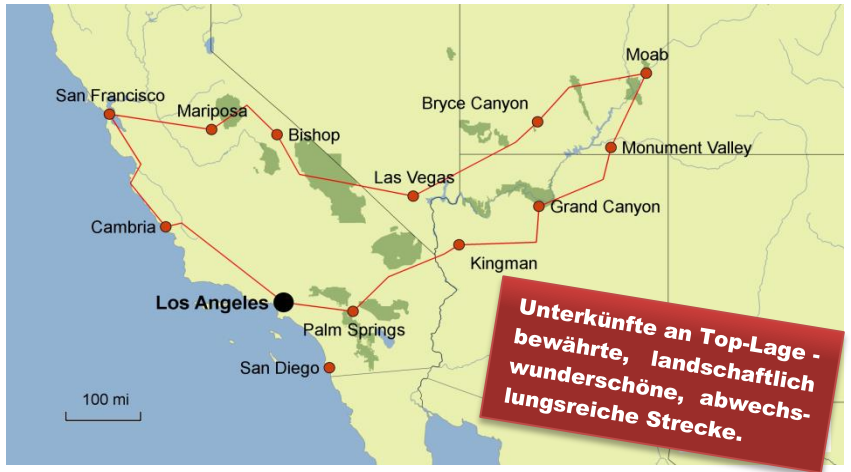 Moab
San Francisco
Bryce Canyon
Mariposa
Bishop
Monument Valley
Las Vegas
Grand Canyon
Cambria
Kingman
Los Angeles
Palm Springs
San Diego
100 mi
Unterkünfte an Top-Lage -
bewährte, landschaftlich
wunderschöne, abwechs-
lungsreiche Strecke.